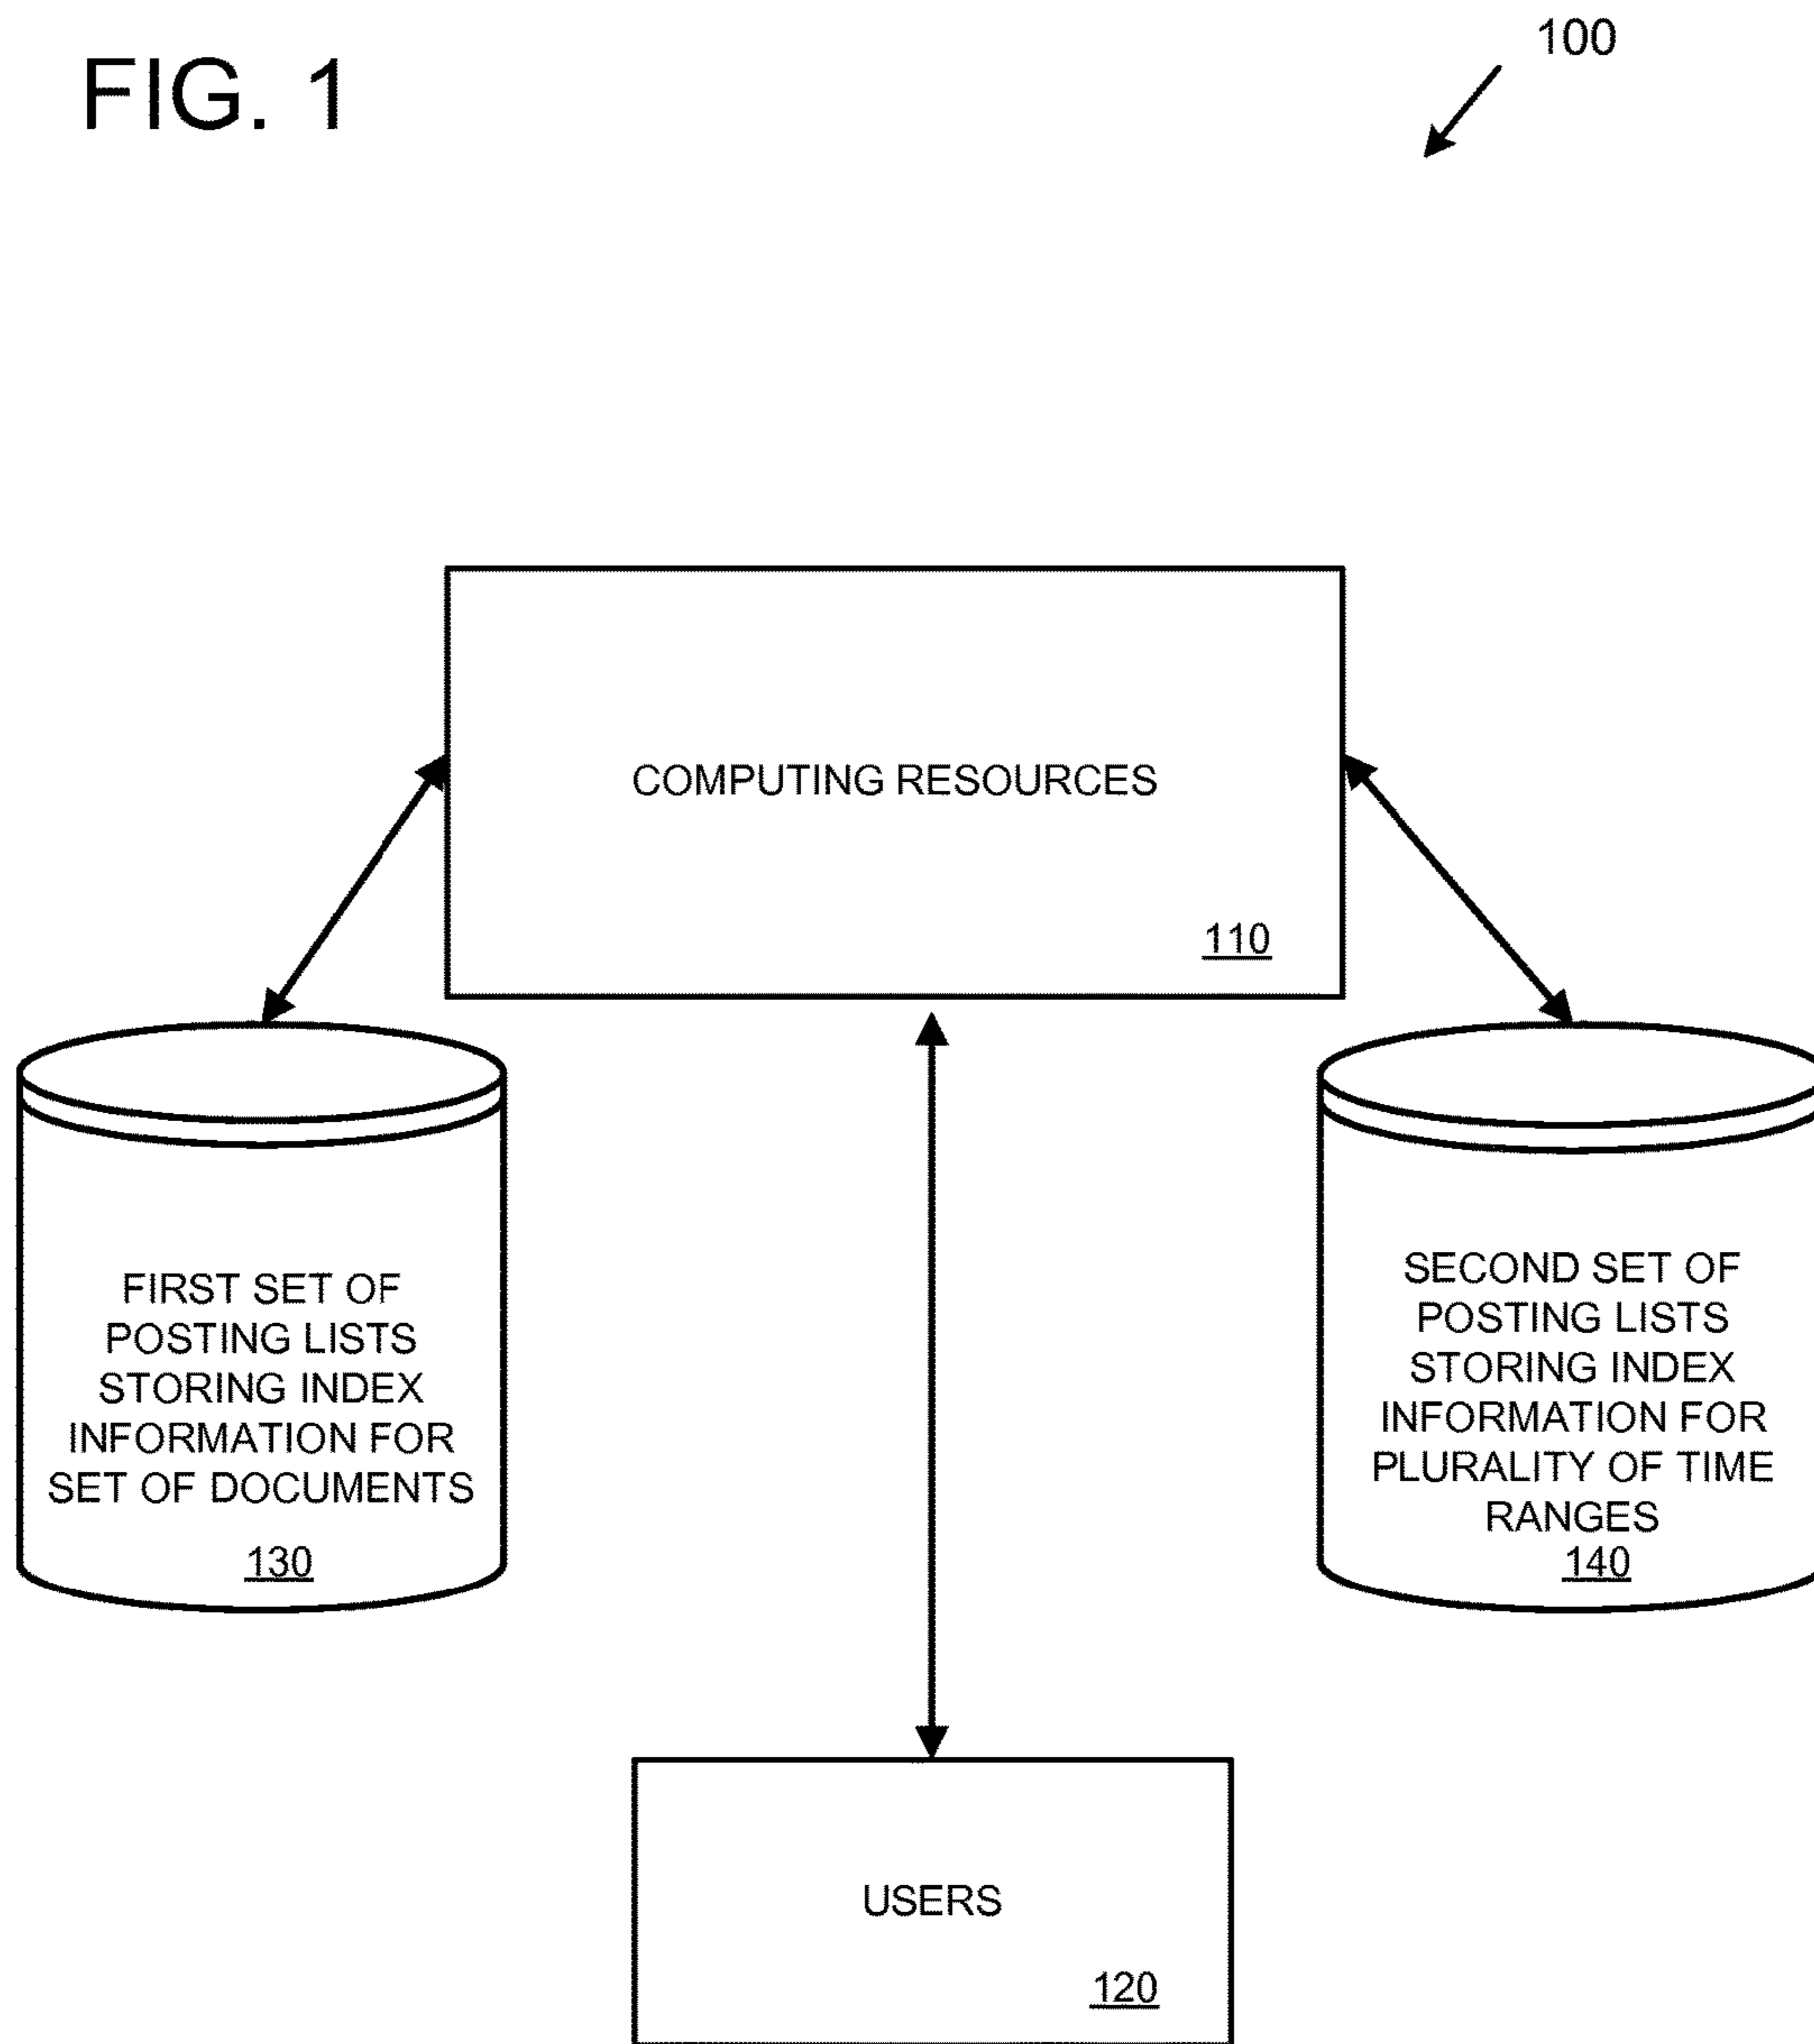 FIG. 1
100
COMPUTING RESOURCES
110
FIRST SET OF
POSTING LISTS
STORING INDEX
INFORMATION FOR
SET OF DOCUMENTS
130
SECOND SET OF
POSTING LISTS
STORING INDEX
INFORMATION FOR
PLURALITY OF TIME
RANGES
140
USERS
120